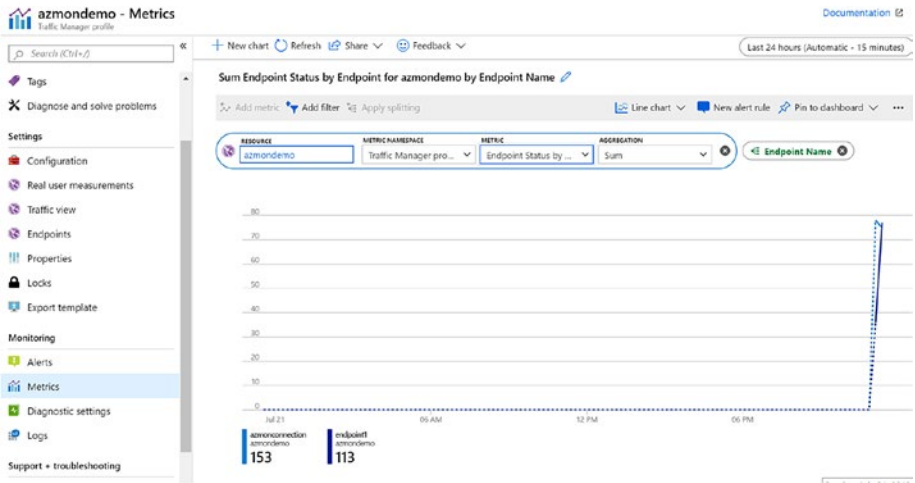 azmondemo - Metrics
Traffic Manager profile
Documentation
Search (Ctrl+/)
«
New chart Refresh Share Feedback
Last 24 hours (Automatic - 15 minutes)
Tags
Diagnose and solve problems
Settings
Configuration
Real user measurements
Traffic view
Endpoints
Properties
Locks
Export template
Monitoring
Alerts
Metrics
Diagnostic settings
Logs
Support + troubleshooting
Sum Endpoint Status by Endpoint for azmondemo by Endpoint Name
Add metric Add filter Apply splitting
Line chart New alert rule Pin to dashboard ...
RESOURCE METRIC NAMESPACE METRIC AGGREGATION
azmondemo Traffic Manager pro... Endpoint Status by ... Sum
Endpoint Name
80
70
60
50
40
30
20
10
0
Jul 21 06 AM 12 PM 06 PM
azmonconnection
azmondemo
153
endpoint1
azmondemo
113